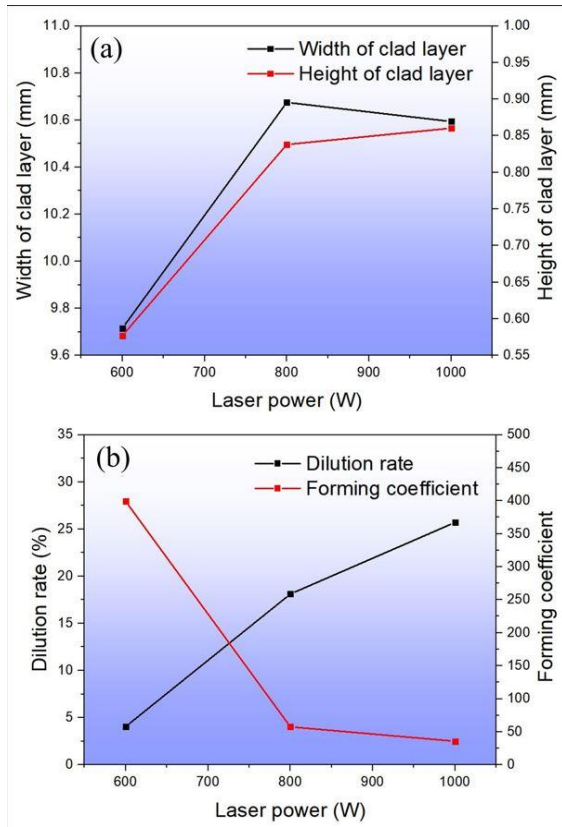 (a)
Width of clad layer
Height of clad layer
Width of clad layer (mm)
11.0
10.8
10.6
10.4
10.2
10.0
9.8
9.6
Height of clad layer (mm)
1.00
0.95
0.90
0.85
0.80
0.75
0.70
0.65
0.60
0.55
600 700 800 900 1000
Laser power (W)
(b)
Dilution rate
Forming coefficient
Dilution rate (%)
35
30
25
20
15
10
5
0
Forming coefficient
500
450
400
350
300
250
200
150
100
50
0
600 700 800 900 1000
Laser power (W)